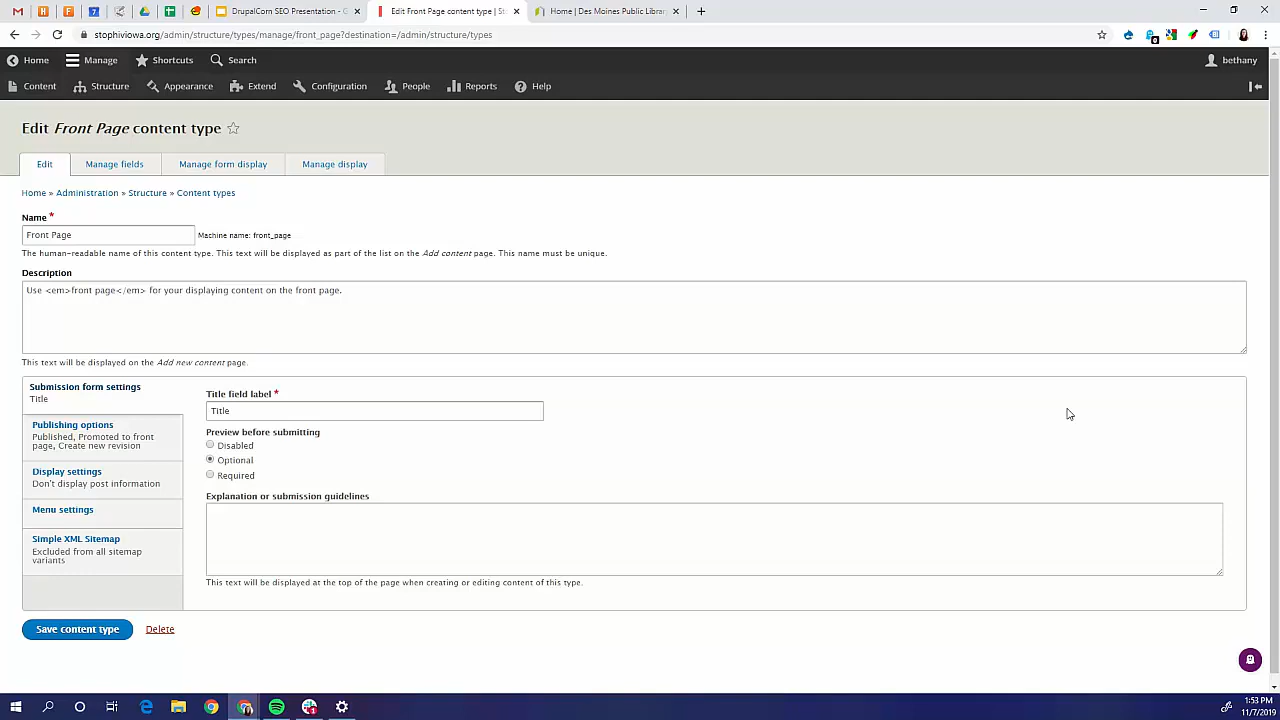 DrupalCorn SEO Presentation - G
Edit Front Page content type | St
Home | Des Moines Public Librar
stophiviowa.org/admin/structure/types/manage/front_page?destination=/admin/structure/types
Home Manage Shortcuts Search bethany
Content Structure Appearance Extend Configuration People Reports Help
Edit Front Page content type
Edit Manage fields Manage form display Manage display
Home » Administration » Structure » Content types
Name *
Front Page Machine name: front_page
The human-readable name of this content type. This text will be displayed as part of the list on the Add content page. This name must be unique.
Description
Use <em>front page</em> for your displaying content on the front page.
This text will be displayed on the Add new content page.
Submission form settings
Title
Publishing options
Published, Promoted to front
page, Create new revision
Display settings
Don't display post information
Menu settings
Simple XML Sitemap
Excluded from all sitemap
variants
Title field label *
Title
Preview before submitting
Disabled
Optional
Required
Explanation or submission guidelines
This text will be displayed at the top of the page when creating or editing content of this type.
Save content type Delete
1:53 PM
11/7/2019